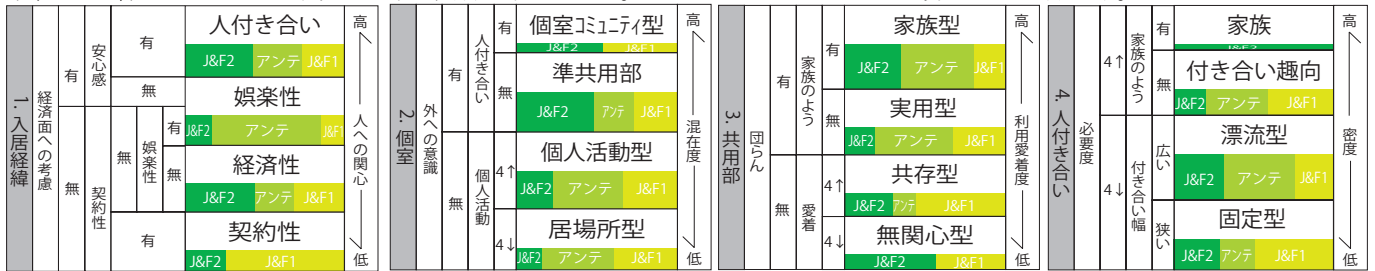 1. 入居経緯
経済面への考慮
有
無
安心感
契約性
有
無
無
娯楽性
有
無
有
人付き合い
J&F2 アンテ J&F1
娯楽性
J&F2 アンテ J&F1
経済性
J&F2 アンテ J&F1
契約性
J&F2 J&F1
高
人への関心
低
2. 個室
外への意識
有
無
人付き合い
個人活動
有
無
4↑
4↓
個室コミュニティ型
J&F2 J&F1
準共用部
J&F2 アンテ J&F1
個人活動型
J&F2 アンテ J&F1
居場所型
J&F2 アンテ J&F1
高
混在度
低
3. 共用部
団らん
有
無
家族のよう
愛着
有
無
4↑
4↓
家族型
J&F2 アンテ J&F1
実用型
J&F2 アンテ J&F1
共存型
J&F2 アンテ J&F1
無関心型
J&F2 J&F1
高
利用愛着度
低
4. 人付き合い
必要度
4↑
4↓
家族のよう
付き合い幅
有
無
広い
狭い
家族
J&F2
付き合い趣向
J&F2 アンテ J&F1
漂流型
J&F2 アンテ J&F1
固定型
J&F2 アンテ J&F1
高
密度
低